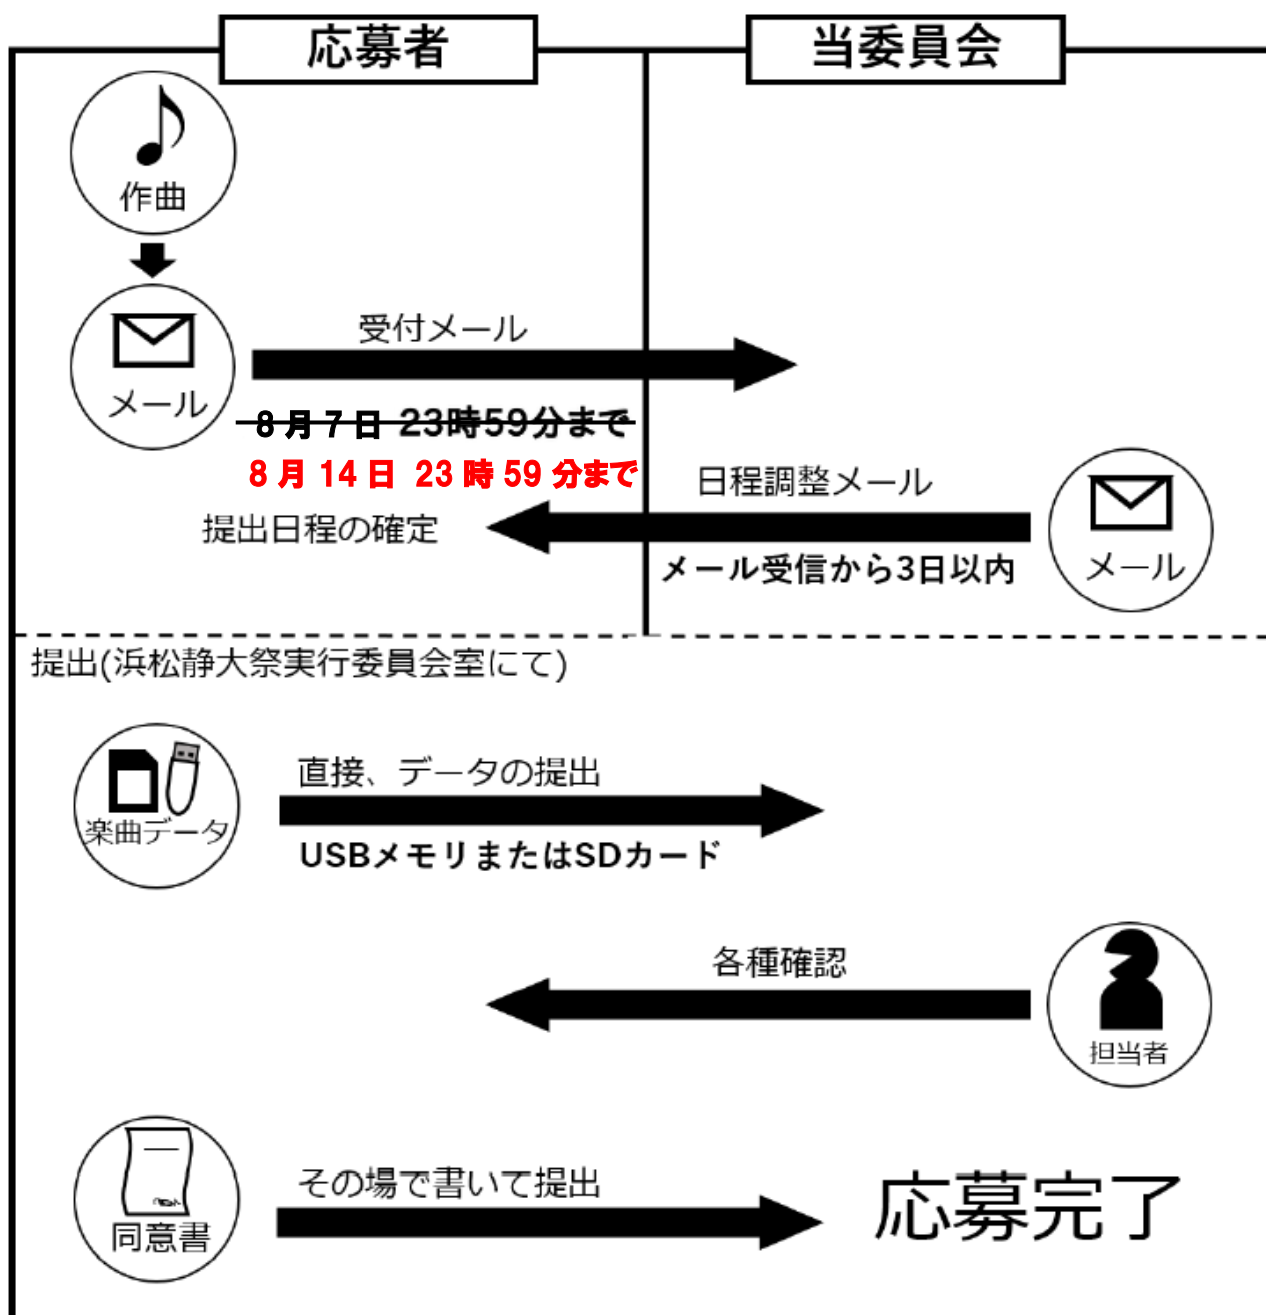 応募者
当委員会
作曲
メール
受付メール
8月7日 23時59分まで
8月14日 23時59分まで
日程調整メール
提出日程の確定
メール受信から3日以内
メール
提出(浜松静大祭実行委員会室にて)
楽曲データ
直接、データの提出
USBメモリまたはSDカード
各種確認
担当者
同意書
その場で書いて提出
応募完了